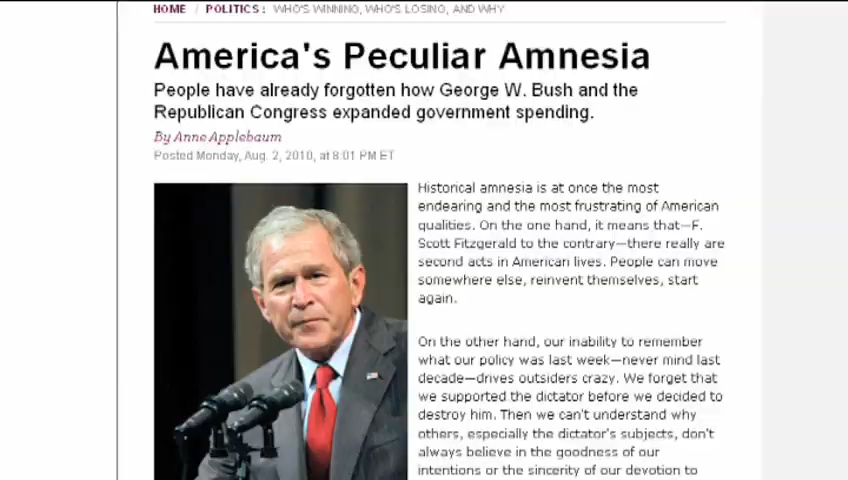 HOME / POLITICS: WHO'S WINNING, WHO'S LOSING, AND WHY
America's Peculiar Amnesia
People have already forgotten how George W. Bush and the
Republican Congress expanded government spending.
By Anne Applebaum
Posted Monday, Aug. 2, 2010, at 8:01 PM ET
Historical amnesia is at once the most
endearing and the most frustrating of American
qualities. On the one hand, it means that—F.
Scott Fitzgerald to the contrary—there really are
second acts in American lives. People can move
somewhere else, reinvent themselves, start
again.
On the other hand, our inability to remember
what our policy was last week—never mind last
decade—drives outsiders crazy. We forget that
we supported the dictator before we decided to
destroy him. Then we can't understand why
others, especially the dictator's subjects, don't
always believe in the goodness of our
intentions or the sincerity of our devotion to